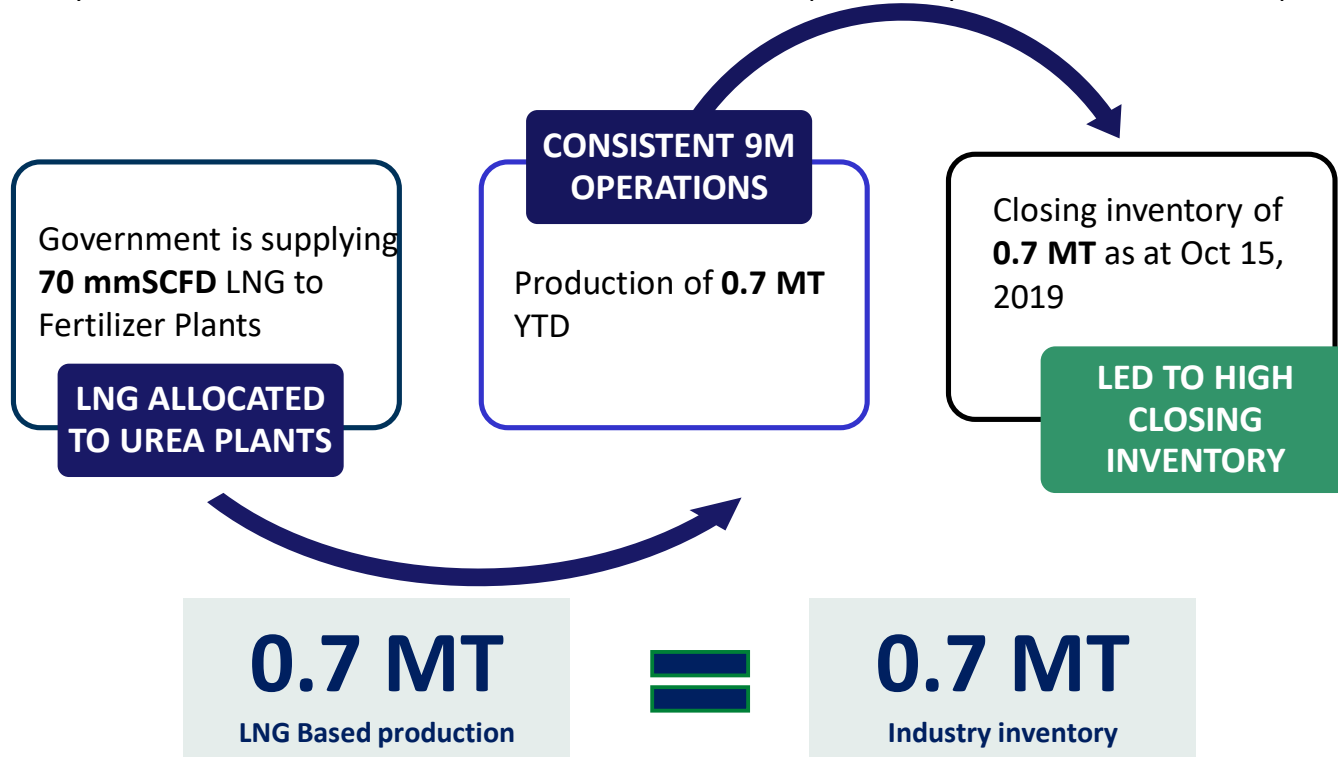 Government is supplying
70 mmSCFD LNG to
Fertilizer Plants
LNG ALLOCATED
TO UREA PLANTS
CONSISTENT 9M
OPERATIONS
Production of 0.7 MT
YTD
Closing inventory of
0.7 MT as at Oct 15,
2019
LED TO HIGH
CLOSING
INVENTORY
0.7 MT
LNG Based production
0.7 MT
Industry inventory